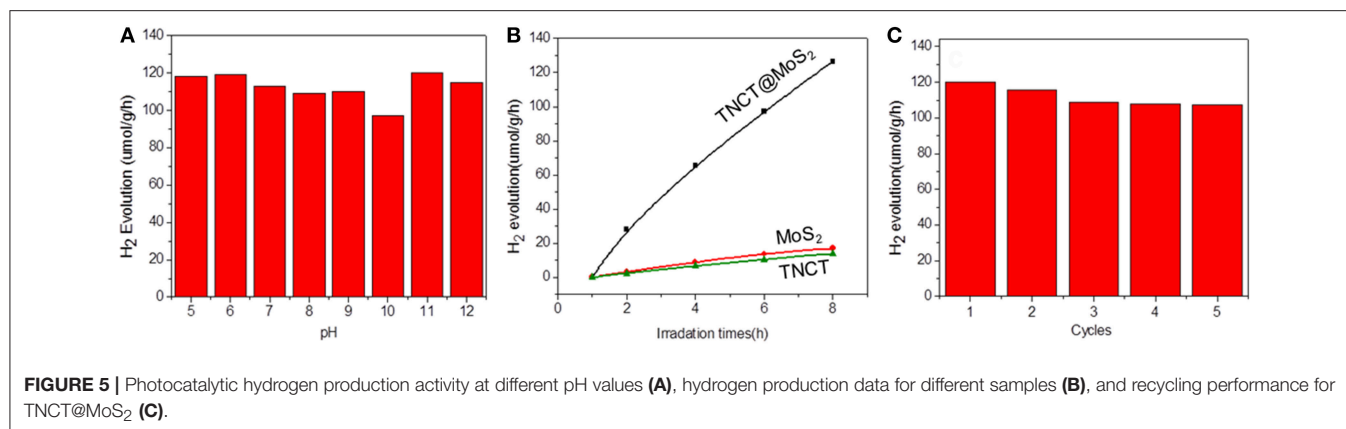 A
H₂ Evolution (umol/g/h)
140
120
100
80
60
40
20
0
5 6 7 8 9 10 11 12
pH
B
H₂ evolution(umol/g/h)
140
120
100
80
60
40
20
0
TNCT@MoS₂
MoS₂
TNCT
0 2 4 6 8
Irradation times(h)
C
H₂ evolution(umol/g/h)
140
120
100
80
60
40
20
0
1 2 3 4 5
Cycles
FIGURE 5 | Photocatalytic hydrogen production activity at different pH values (A), hydrogen production data for different samples (B), and recycling performance for
TNCT@MoS₂ (C).